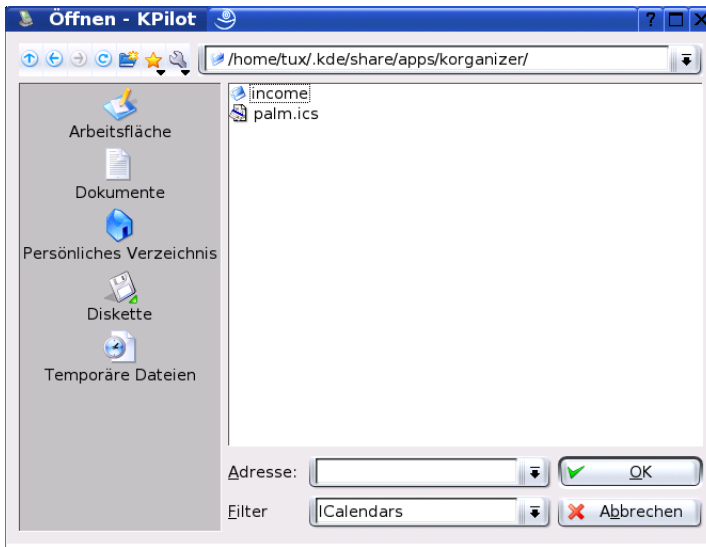 Öffnen - KPilot
/home/tux/.kde/share/apps/korganizer/
income
palm.ics
Arbeitsfläche
Dokumente
Persönliches Verzeichnis
Diskette
Temporäre Dateien
Adresse:
OK
Filter
ICalendars
Abbrechen